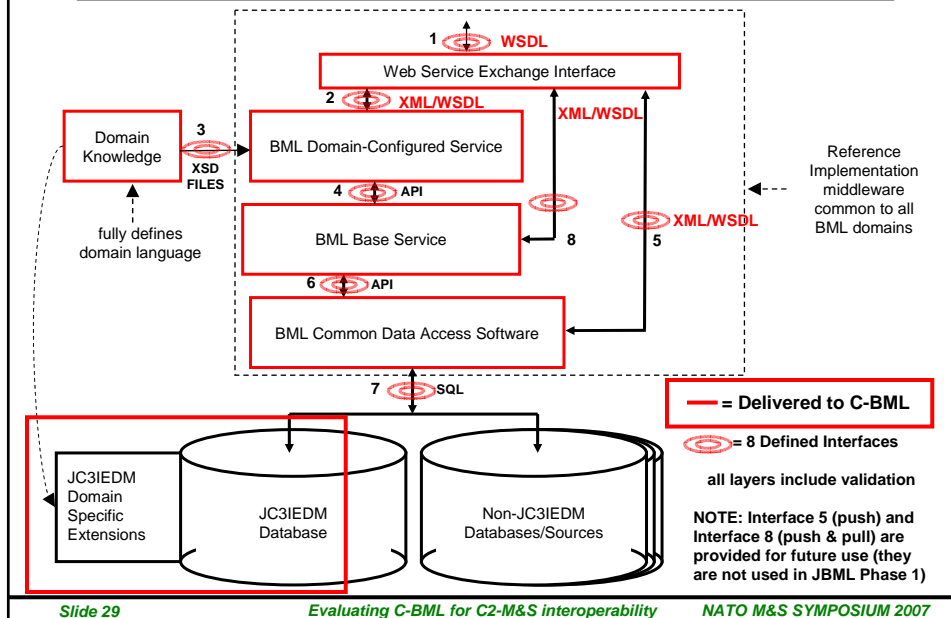 1
WSDL
Web Service Exchange Interface
2
XML/WSDL
XML/WSDL
Domain
Knowledge
3
XSD
FILES
BML Domain-Configured Service
Reference
Implementation
middleware
common to all
BML domains
4
API
fully defines
domain language
BML Base Service
8
5
XML/WSDL
6
API
BML Common Data Access Software
7
SQL
= Delivered to C-BML
= 8 Defined Interfaces
all layers include validation
NOTE: Interface 5 (push) and
Interface 8 (push & pull) are
provided for future use (they
are not used in JBML Phase 1)
JC3IEDM
Domain
Specific
Extensions
JC3IEDM
Database
Non-JC3IEDM
Databases/Sources
Slide 29
Evaluating C-BML for C2-M&S interoperability
NATO M&S SYMPOSIUM 2007